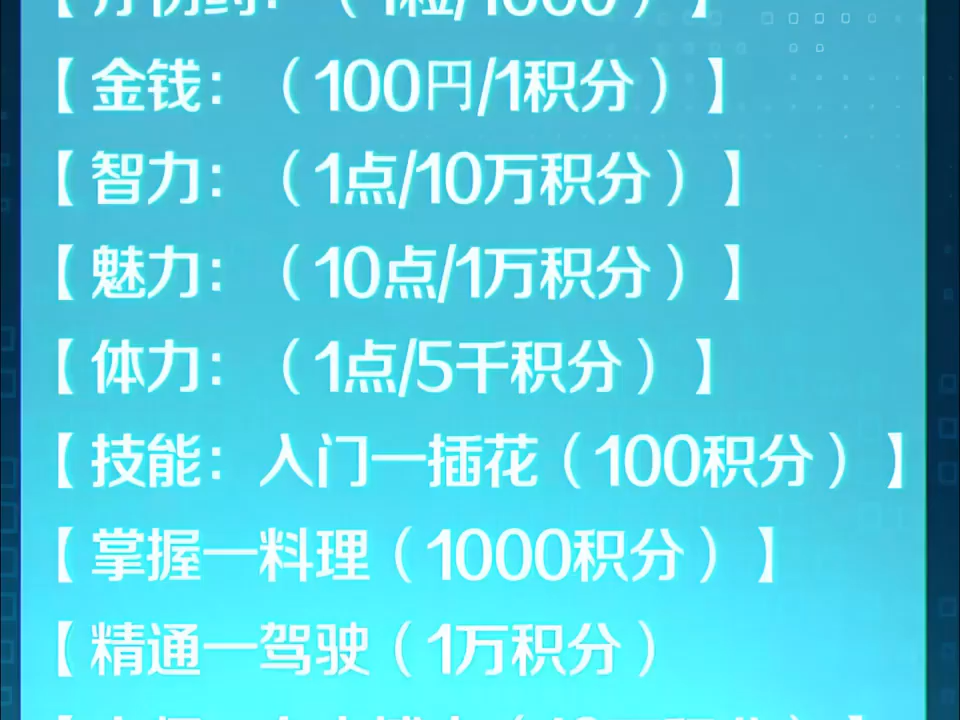 【金钱：（100円/1积分）】
【智力：（1点/10万积分）】
【魅力：（10点/1万积分）】
【体力：（1点/5千积分）】
【技能：入门一插花（100积分）】
【掌握一料理（1000积分）】
【精通一驾驶（1万积分）